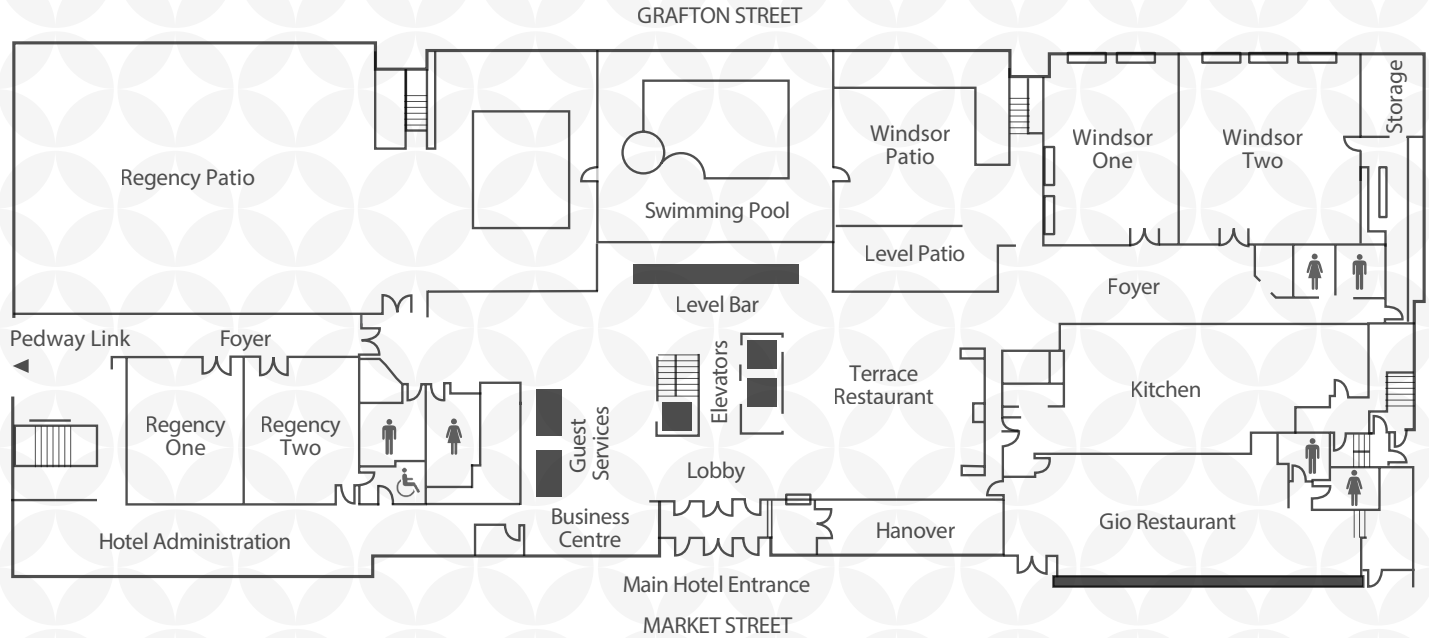 GRAFTON STREET
Regency Patio
Swimming Pool
Windsor
Patio
Level Patio
Windsor
One
Windsor
Two
Storage
Level Bar
Foyer
Pedway Link
Foyer
Regency
One
Regency
Two
Guest
Services
Elevators
Terrace
Restaurant
Kitchen
Lobby
Hotel Administration
Business
Centre
Hanover
Gio Restaurant
Main Hotel Entrance
MARKET STREET